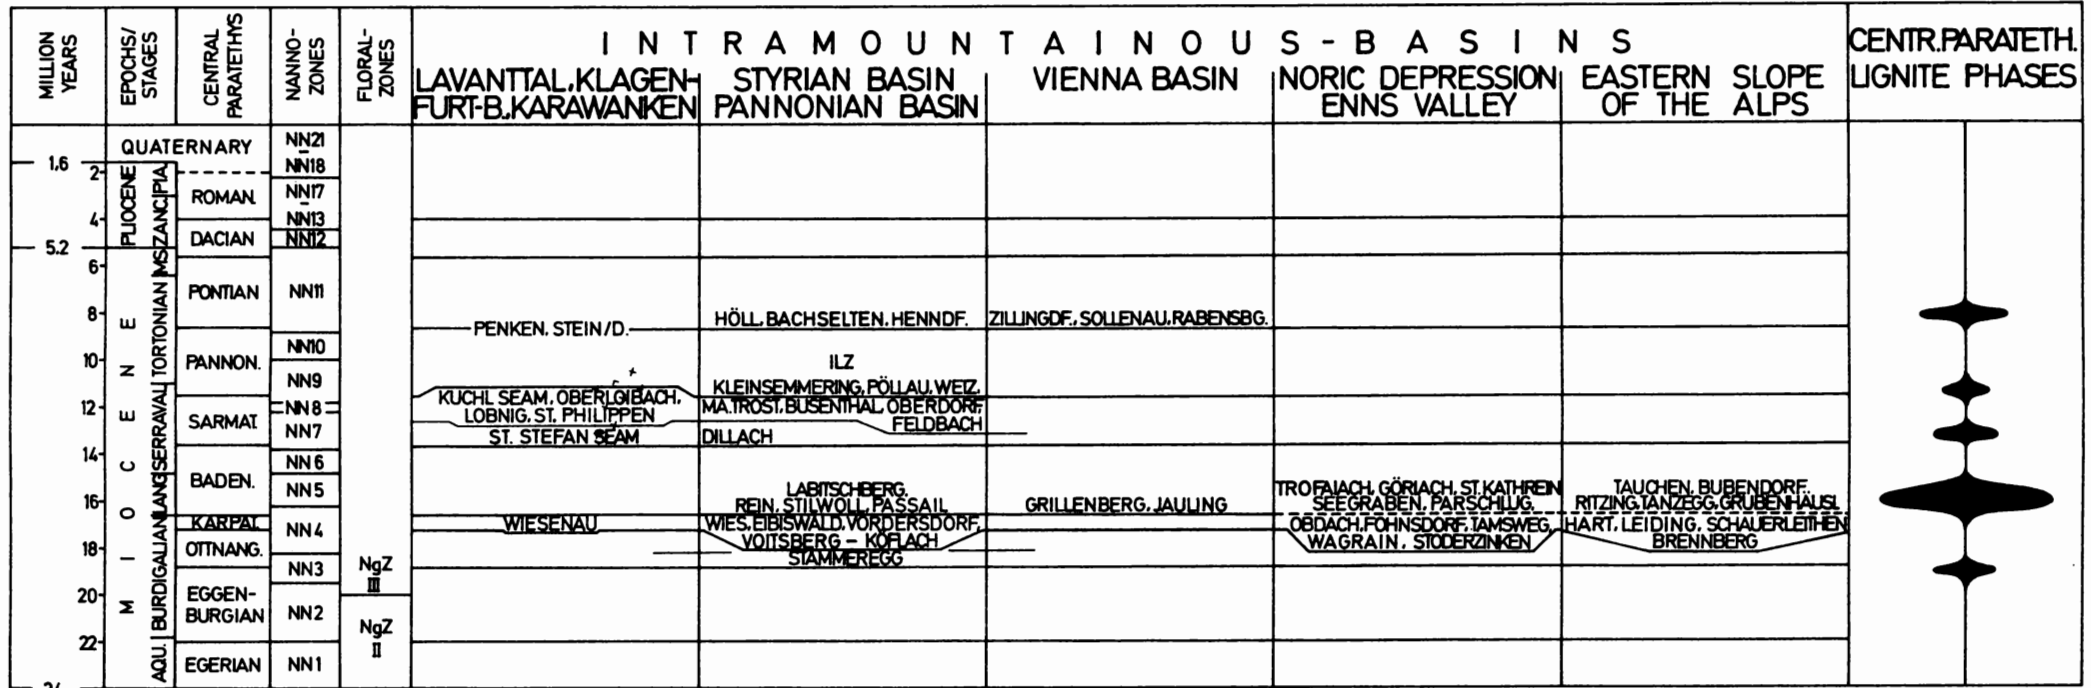 MILLION YEARS
EPOCHS/ STAGES
CENTRAL PARATETHYS
NANNO- ZONES
FLORAL- ZONES
INTRAMOUNTAINOUS-BASINS
LAVANTTAL, KLAGEN-
FURT-B., KARAWANKEN
STYRIAN BASIN
PANNONIAN BASIN
VIENNA BASIN
NORIC DEPRESSION
ENNS VALLEY
EASTERN SLOPE
OF THE ALPS
CENTR. PARATETH.
LIGNITE PHASES
1.6
2
4
5.2
6
8
10
12
14
16
18
20
22
QUATERNARY
PLIOCENE
MIOCENE
PIA.
ZANC.
MS
TORTONIAN
SERRAVAL
LANG
BURDIGALIAN
AQU.
ROMAN.
DACIAN
PONTIAN
PANNON.
SARMAT.
BADEN.
KARPAT.
OTTNANG.
EGGEN-
BURGIAN
EGERIAN
NN21
–
NN18
NN17
–
NN13
NN12
NN11
NN10
NN9
NN8
NN7
NN6
NN5
NN4
NN3
NN2
NN1
NgZ
III
NgZ
II
PENKEN, STEIN/D.
KUCHL SEAM, OBERLOIBACH,
LOBNIG, ST. PHILIPPEN
ST. STEFAN SEAM
WIESENAU
HÖLL, BACHSELTEN, HENNDF.
ILZ
KLEINSEMMERING, PÖLLAU, WEIZ,
MA.TROST, BUSENTHAL, OBERDORF,
FELDBACH
DILLACH
LABITSCHBERG.
REIN, STILWOLL, PASSAIL
WIES, EIBISWALD, VORDERSDORF,
VOITSBERG – KÖFLACH
STAMMEREGG
ZILLINGDF., SOLLENAU, RABENSBG.
GRILLENBERG, JAULING
TROFAIACH, GÖRIACH, ST. KATHREIN
SEEGRABEN, PARSCHLUG,
OBDACH, FOHNSDORF, TAMSWEG,
WAGRAIN, STODERZINKEN
TAUCHEN, BUBENDORF,
RITZING, TANZEGG, GRUBENHÄUSL
HART, LEIDING, SCHAUERLEITHEN
BRENNBERG